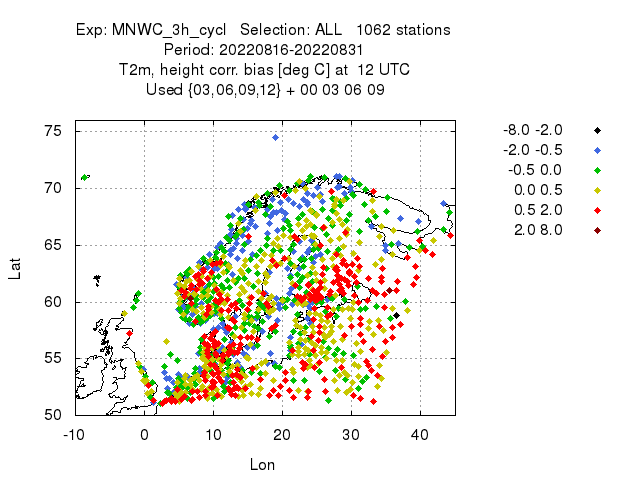 Exp: MNWC_3h_cycl   Selection: ALL   1062 stations
Period: 20220816-20220831
T2m, height corr. bias [deg C] at  12 UTC
Used {03,06,09,12} + 00 03 06 09
75
70
65
60
55
50
-10 0 10 20 30 40
Lat
Lon
-8.0 -2.0
-2.0 -0.5
-0.5 0.0
0.0 0.5
0.5 2.0
2.0 8.0